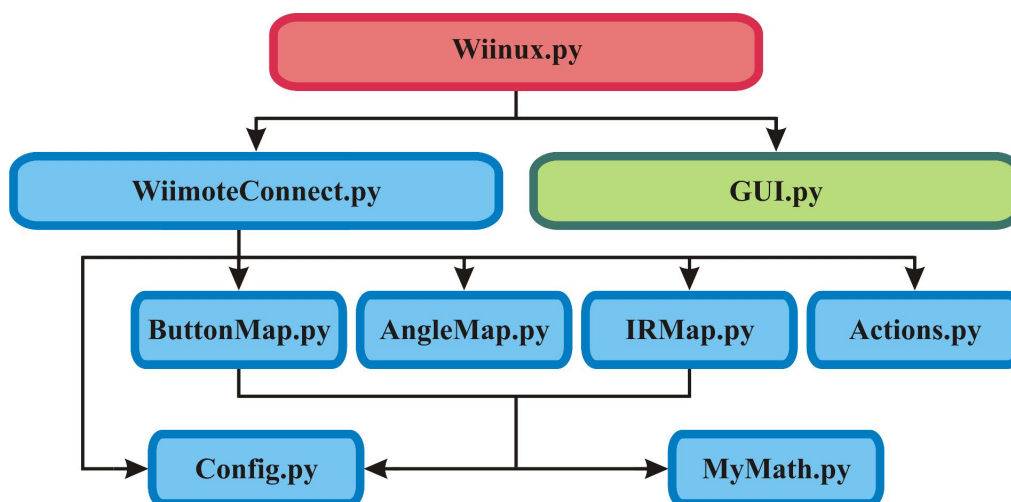 Wiinux.py
WiimoteConnect.py
GUI.py
ButtonMap.py
AngleMap.py
IRMap.py
Actions.py
Config.py
MyMath.py